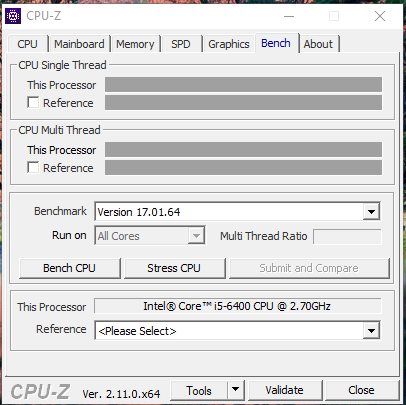 CPU-Z
CPU Mainboard Memory SPD Graphics Bench About
CPU Single Thread
This Processor
Reference
CPU Multi Thread
This Processor
Reference
Benchmark Version 17.01.64
Run on All Cores Multi Thread Ratio
Bench CPU Stress CPU Submit and Compare
This Processor Intel® Core™ i5-6400 CPU @ 2.70GHz
Reference <Please Select>
CPU-Z Ver. 2.11.0.x64 Tools Validate Close